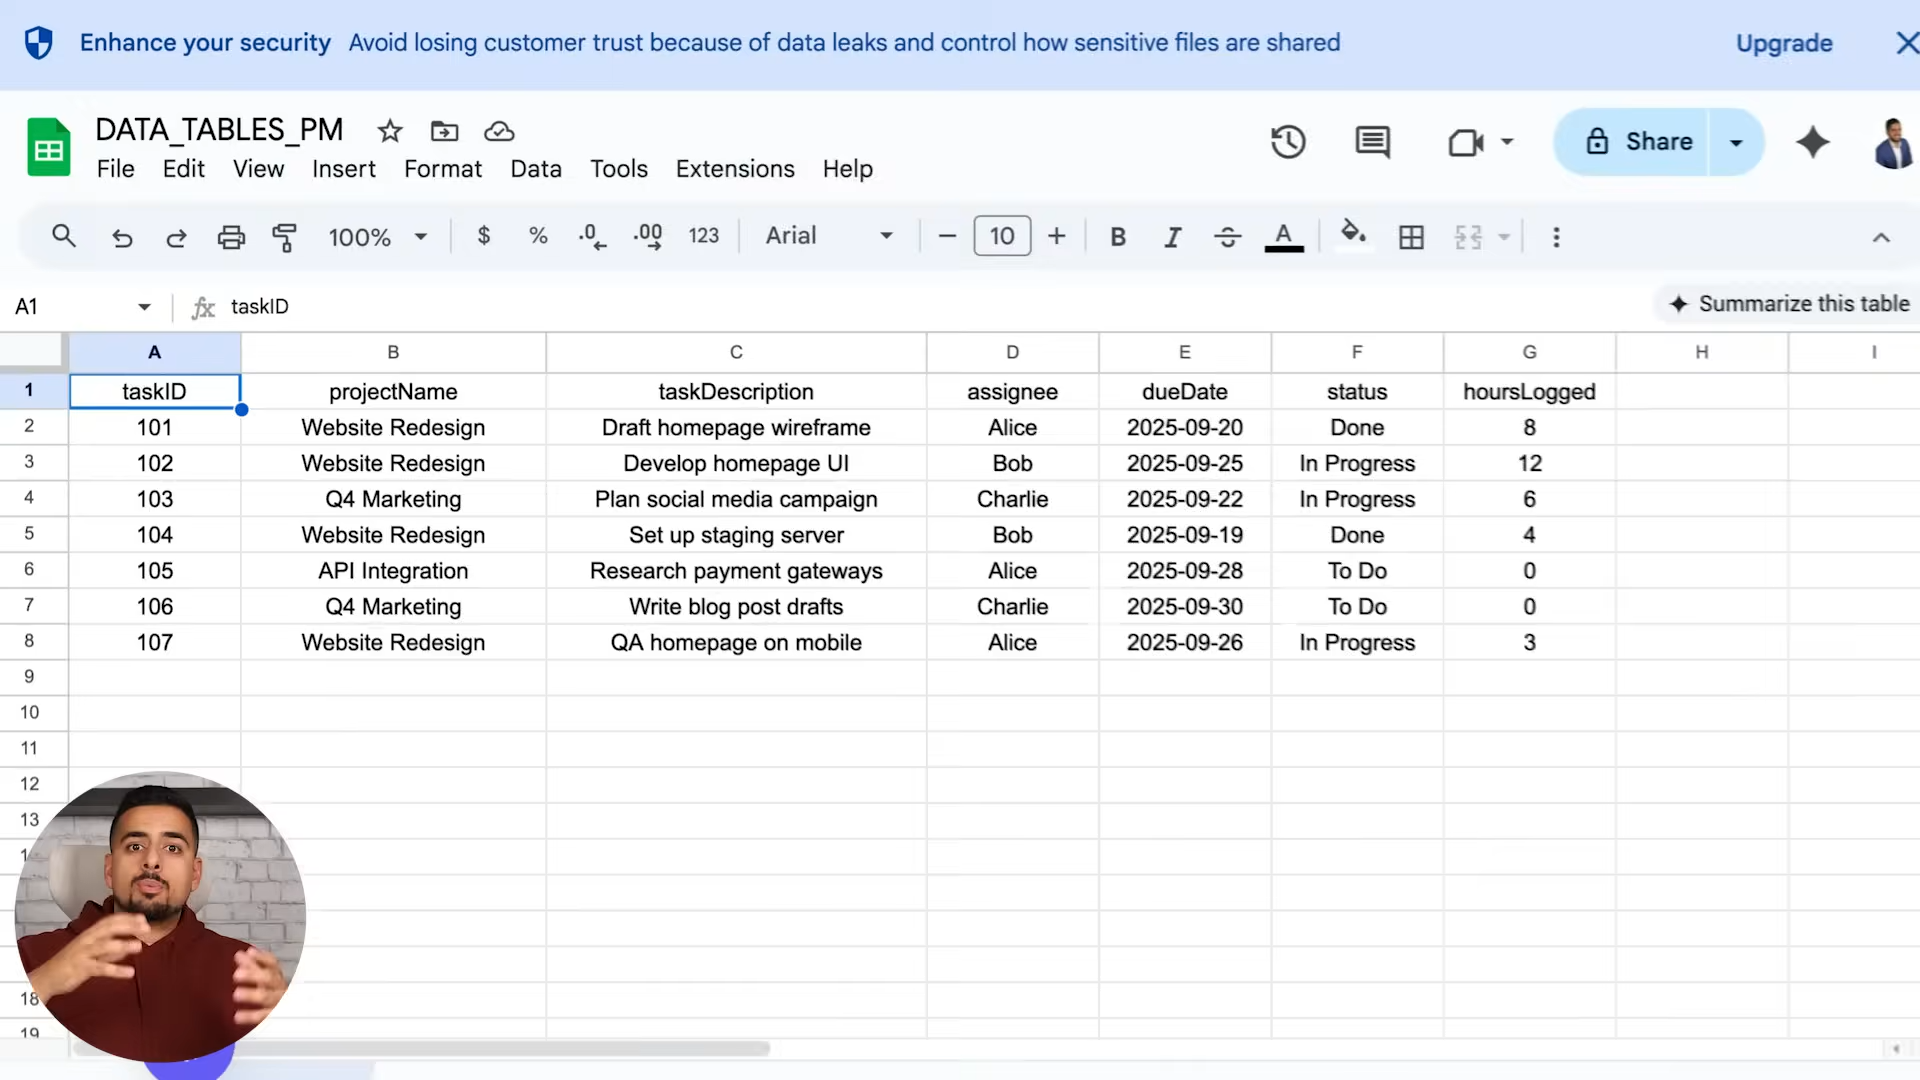 Enhance your security Avoid losing customer trust because of data leaks and control how sensitive files are shared Upgrade
DATA_TABLES_PM
File Edit View Insert Format Data Tools Extensions Help
Share
100% $ % .0 .00 123 Arial 10 B I A
A1 fx taskID Summarize this table
A B C D E F G H I
1 taskID projectName taskDescription assignee dueDate status hoursLogged
2 101 Website Redesign Draft homepage wireframe Alice 2025-09-20 Done 8
3 102 Website Redesign Develop homepage UI Bob 2025-09-25 In Progress 12
4 103 Q4 Marketing Plan social media campaign Charlie 2025-09-22 In Progress 6
5 104 Website Redesign Set up staging server Bob 2025-09-19 Done 4
6 105 API Integration Research payment gateways Alice 2025-09-28 To Do 0
7 106 Q4 Marketing Write blog post drafts Charlie 2025-09-30 To Do 0
8 107 Website Redesign QA homepage on mobile Alice 2025-09-26 In Progress 3
9
10
11
12
13
18
19